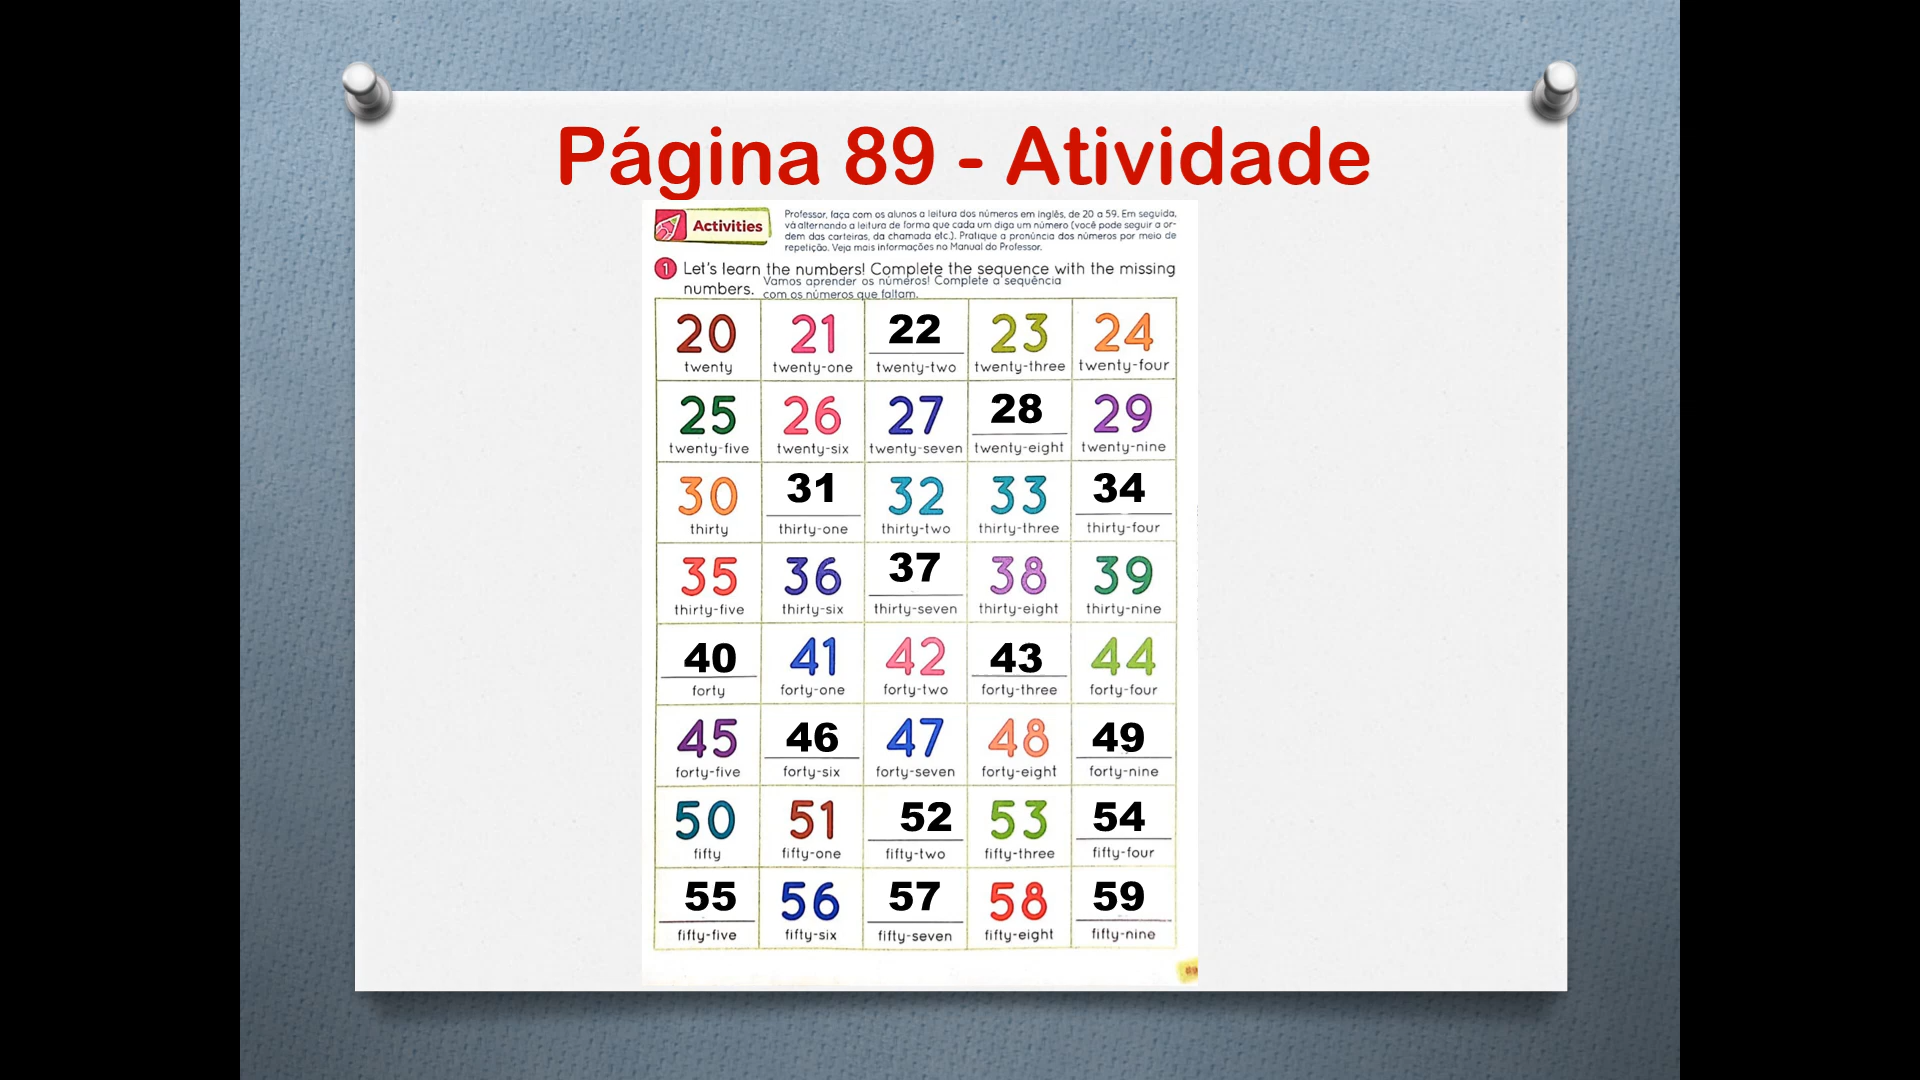 Página 89 - Atividade
Activities
Professor, faça com os alunos a leitura dos números em inglês, de 20 a 59. Em seguida,
vá alternando a leitura de forma que cada um diga um número (você pode seguir a or-
dem das carteiras, da chamada etc.). Pratique a pronúncia dos números por meio de
repetição. Veja mais informações no Manual do Professor.
1 Let's learn the numbers! Complete the sequence with the missing
numbers. Vamos aprender os números! Complete a sequência
com os números que faltam.
20 21 22 23 24
twenty twenty-one twenty-two twenty-three twenty-four
25 26 27 28 29
twenty-five twenty-six twenty-seven twenty-eight twenty-nine
30 31 32 33 34
thirty thirty-one thirty-two thirty-three thirty-four
35 36 37 38 39
thirty-five thirty-six thirty-seven thirty-eight thirty-nine
40 41 42 43 44
forty forty-one forty-two forty-three forty-four
45 46 47 48 49
forty-five forty-six forty-seven forty-eight forty-nine
50 51 52 53 54
fifty fifty-one fifty-two fifty-three fifty-four
55 56 57 58 59
fifty-five fifty-six fifty-seven fifty-eight fifty-nine